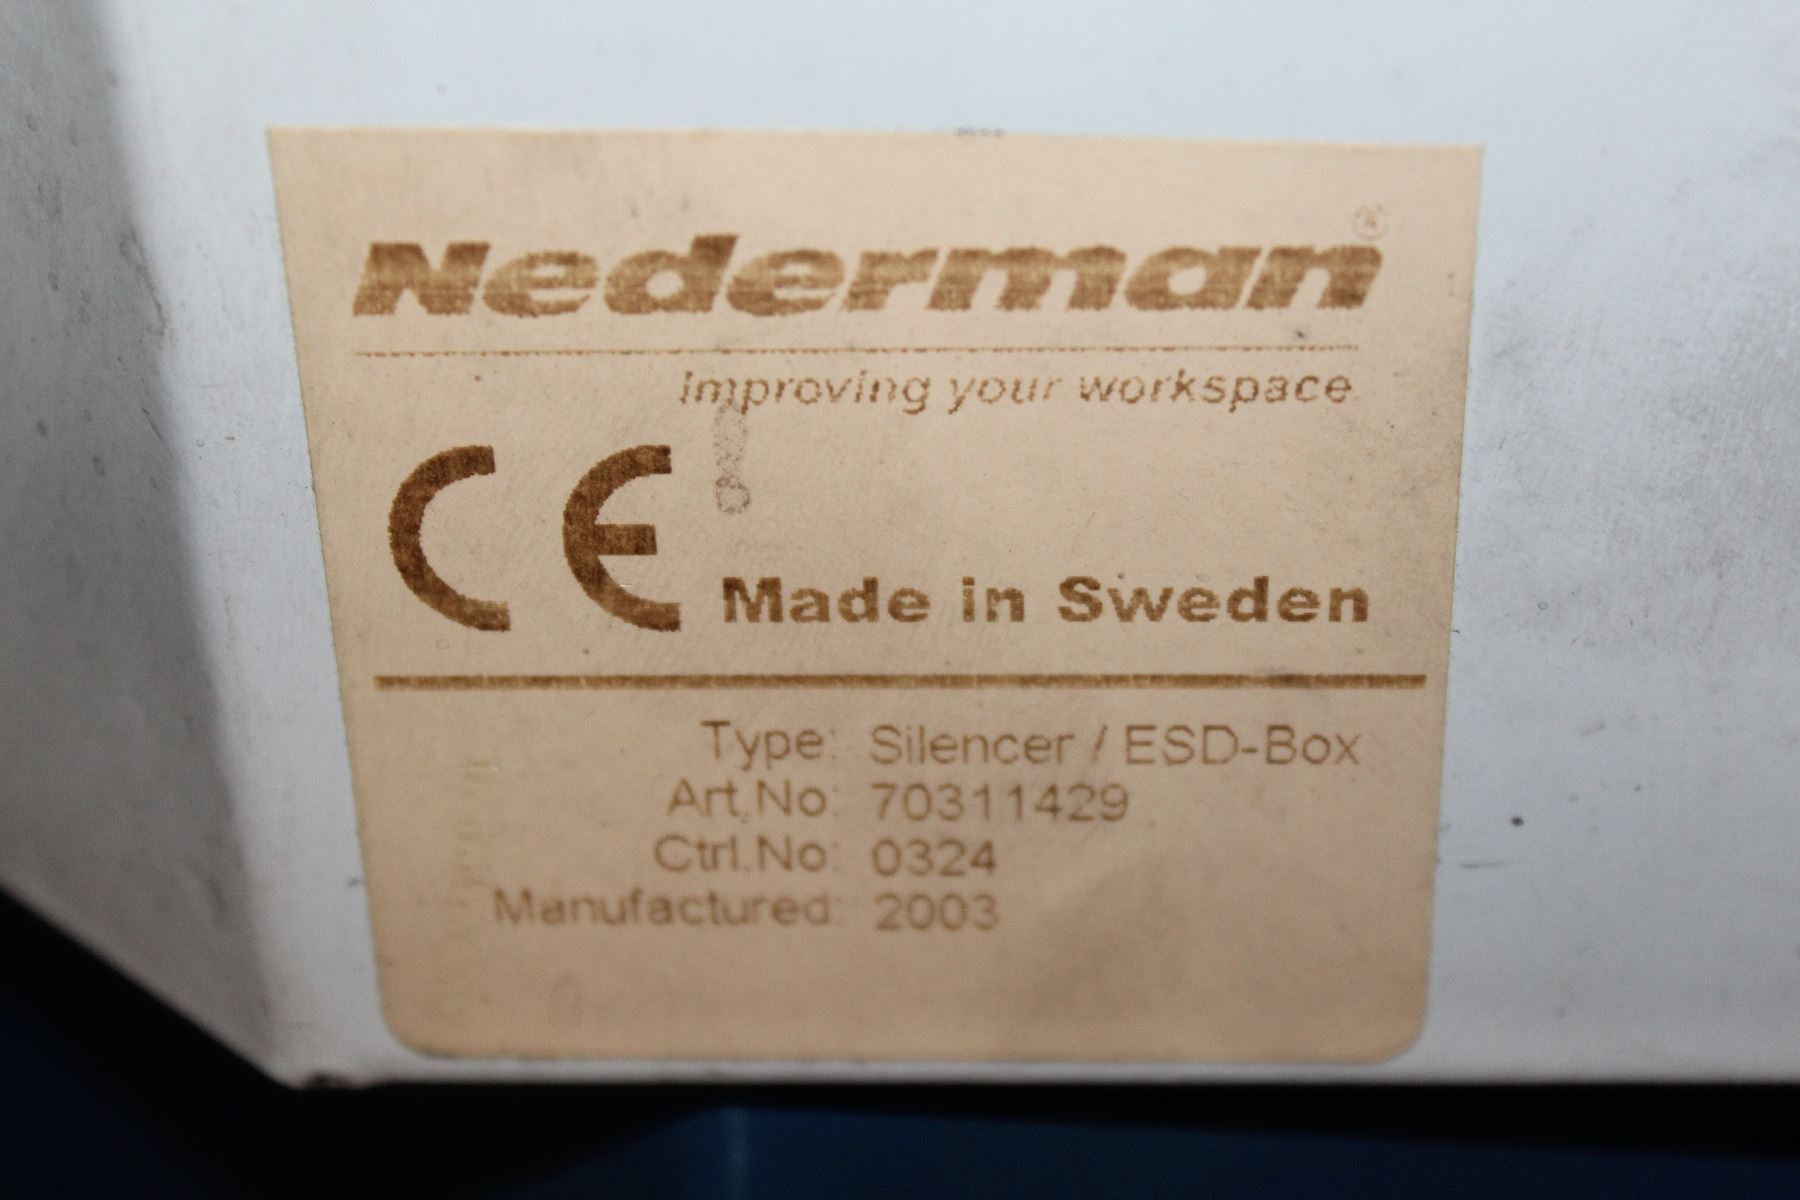 Nederman®
improving your workspace
CE Made in Sweden
Type: Silencer / ESD-Box
Art.No: 70311429
Ctrl.No: 0324
Manufactured: 2003